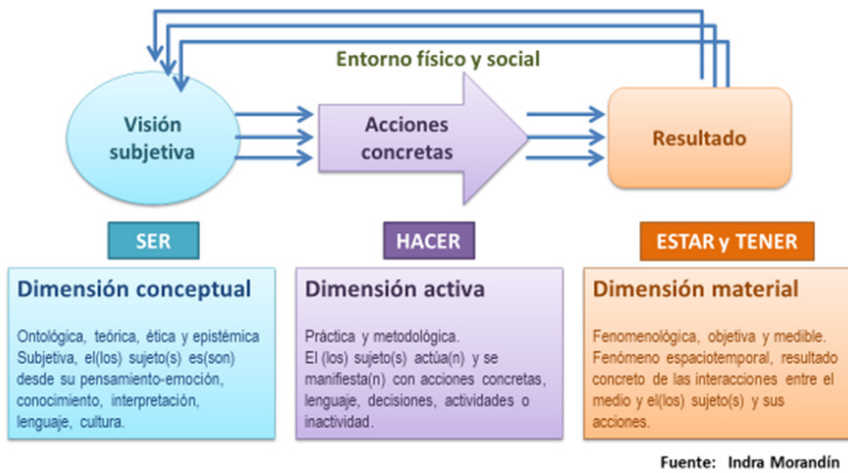 Entorno físico y social
Visión
subjetiva
Acciones
concretas
Resultado
SER
HACER
ESTAR y TENER
Dimensión conceptual
Ontológica, teórica, ética y epistémica
Subjetiva, el(los) sujeto(s) es(son)
desde su pensamiento-emoción,
conocimiento, interpretación,
lenguaje, cultura.
Dimensión activa
Práctica y metodológica.
El (los) sujeto(s) actúa(n) y se
manifiesta(n) con acciones concretas,
lenguaje, decisiones, actividades o
inactividad.
Dimensión material
Fenomenológica, objetiva y medible.
Fenómeno espaciotemporal, resultado
concreto de las interacciones entre el
medio y el(los) sujeto(s) y sus
acciones.
Fuente: Indra Morandín